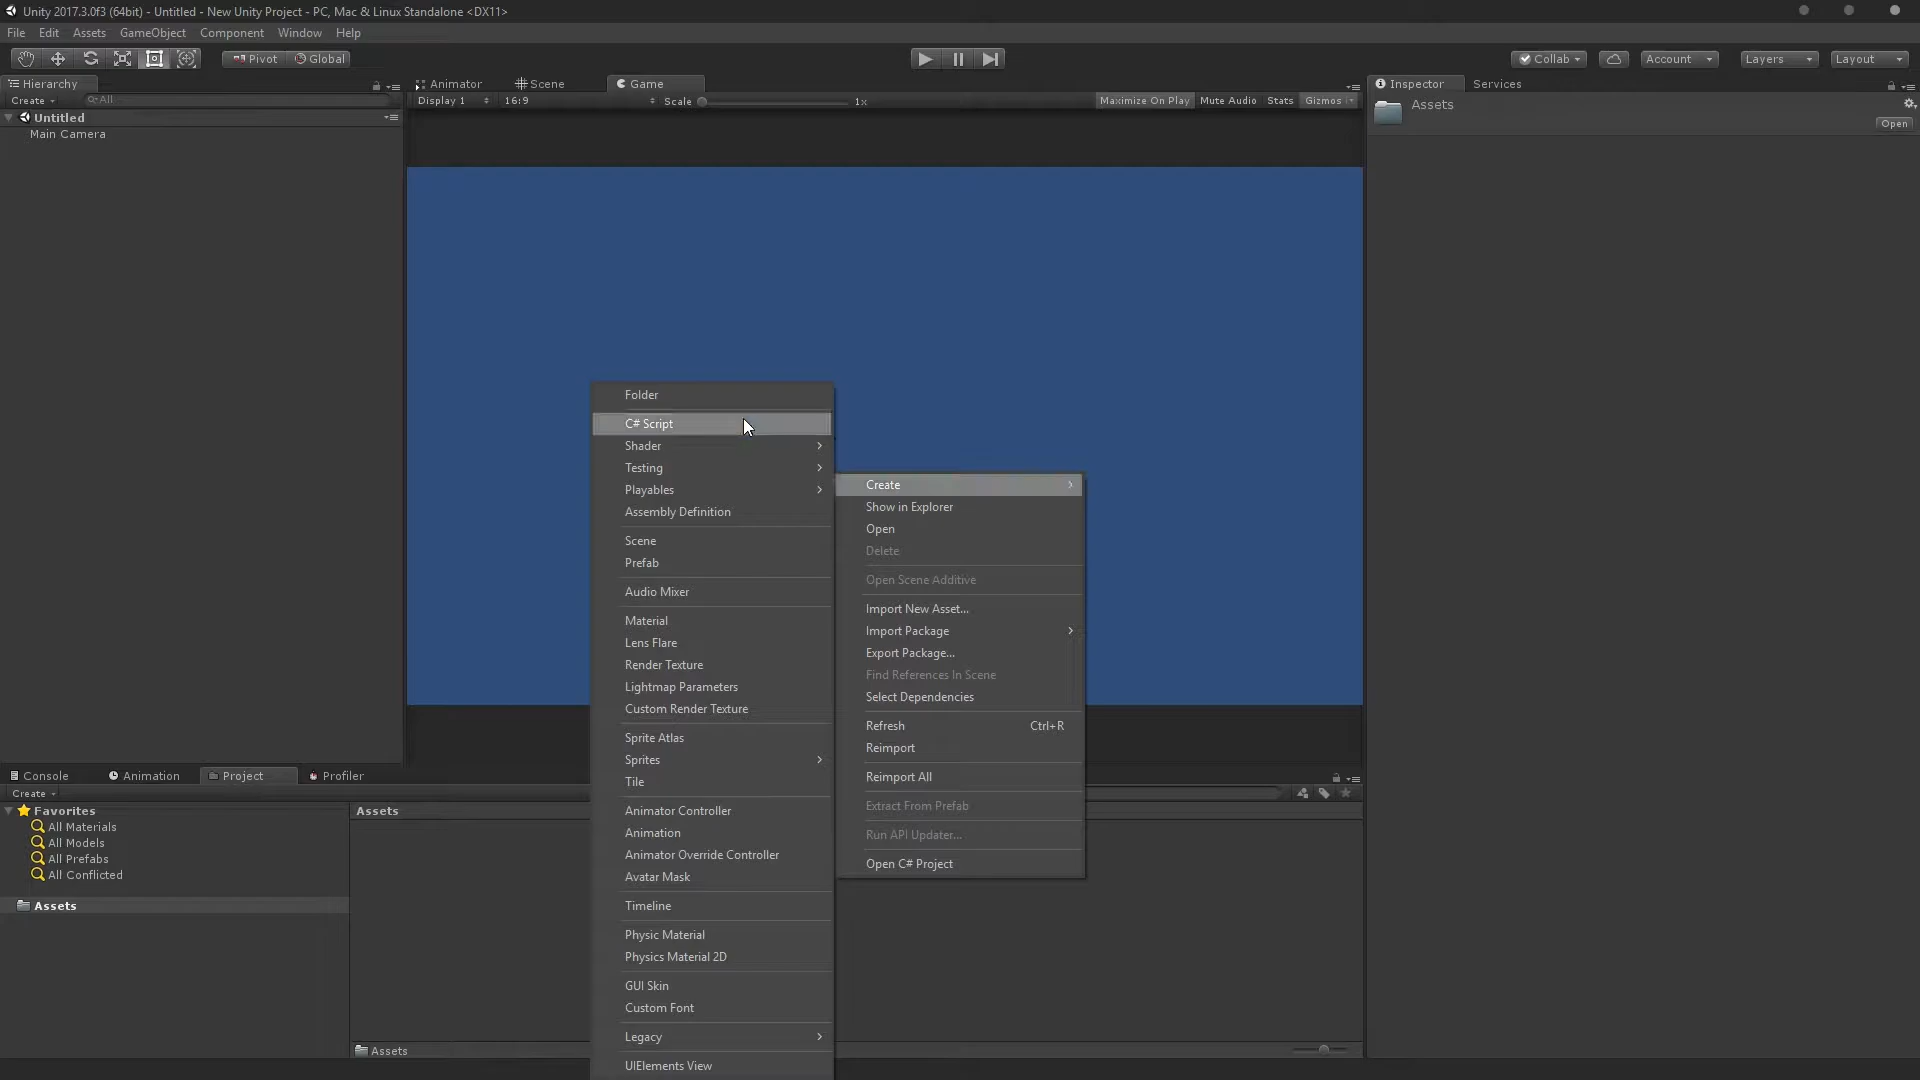 Unity 2017.3.0f3 (64bit) - Untitled - New Unity Project - PC, Mac & Linux Standalone <DX11>
File Edit Assets GameObject Component Window Help
Pivot Global Collab Account Layers Layout
Hierarchy
Create All
Untitled
Main Camera
Animator Scene Game
Display 1 16:9 Scale 1x Maximize On Play Mute Audio Stats Gizmos
Inspector Services
Assets
Open
Folder
C# Script
Shader
Testing
Playables
Assembly Definition
Scene
Prefab
Audio Mixer
Material
Lens Flare
Render Texture
Lightmap Parameters
Custom Render Texture
Sprite Atlas
Sprites
Tile
Animator Controller
Animation
Animator Override Controller
Avatar Mask
Timeline
Physic Material
Physics Material 2D
GUI Skin
Custom Font
Legacy
UIElements View
Create
Show in Explorer
Open
Delete
Open Scene Additive
Import New Asset...
Import Package
Export Package...
Find References In Scene
Select Dependencies
Refresh Ctrl+R
Reimport
Reimport All
Extract From Prefab
Run API Updater...
Open C# Project
Console Animation Project Profiler
Create
Favorites
All Materials
All Models
All Prefabs
All Conflicted
Assets
Assets
Assets